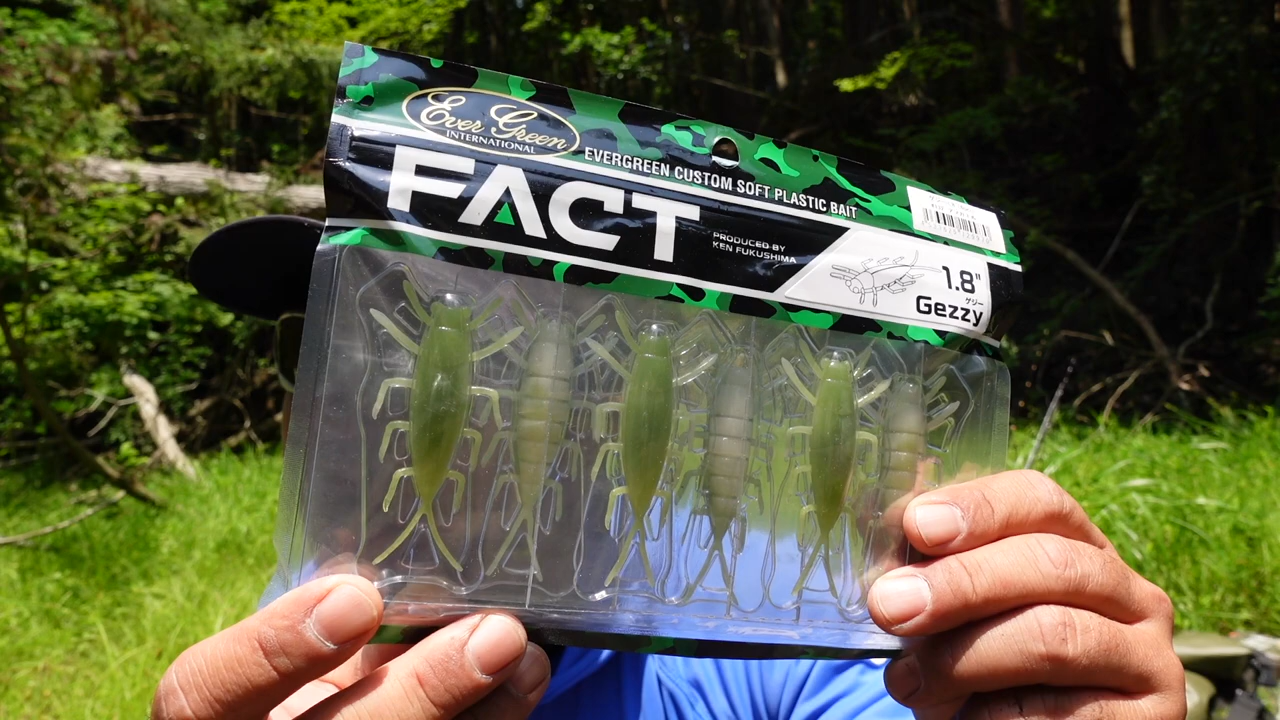 Ever Green
INTERNATIONAL
EVERGREEN CUSTOM SOFT PLASTIC BAIT
FACT
PRODUCED BY
KEN FUKUSHIMA
1.8"
ゲジー
Gezzy